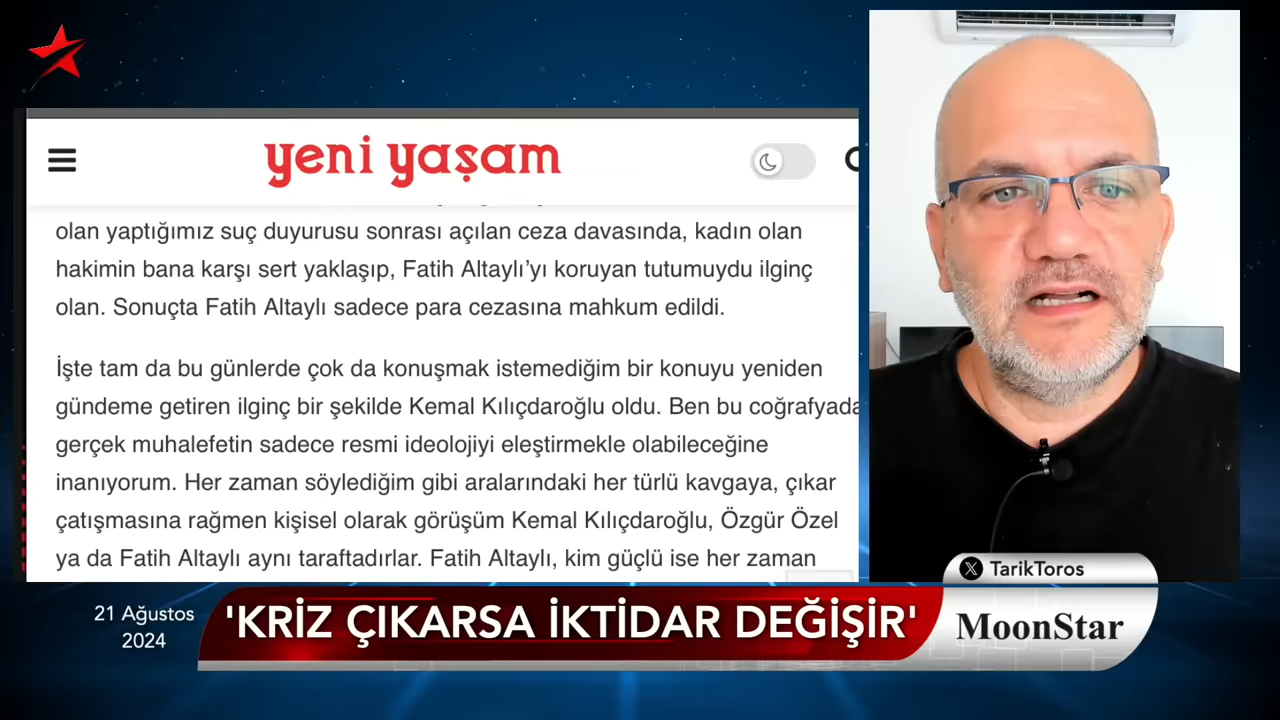 yeni yaşam
olan yaptığımız suç duyurusu sonrası açılan ceza davasında, kadın olan
hakimin bana karşı sert yaklaşıp, Fatih Altaylı’yı koruyan tutumuydu ilginç
olan. Sonuçta Fatih Altaylı sadece para cezasına mahkum edildi.
İşte tam da bu günlerde çok da konuşmak istemediğim bir konuyu yeniden
gündeme getiren ilginç bir şekilde Kemal Kılıçdaroğlu oldu. Ben bu coğrafyada
gerçek muhalefetin sadece resmi ideolojiyi eleştirmekle olabileceğine
inanıyorum. Her zaman söylediğim gibi aralarındaki her türlü kavgaya, çıkar
çatışmasına rağmen kişisel olarak görüşüm Kemal Kılıçdaroğlu, Özgür Özel
ya da Fatih Altaylı aynı taraftadırlar. Fatih Altaylı, kim güçlü ise her zaman
X TarikToros
21 Ağustos
2024
'KRİZ ÇIKARSA İKTİDAR DEĞİŞİR'
MoonStar